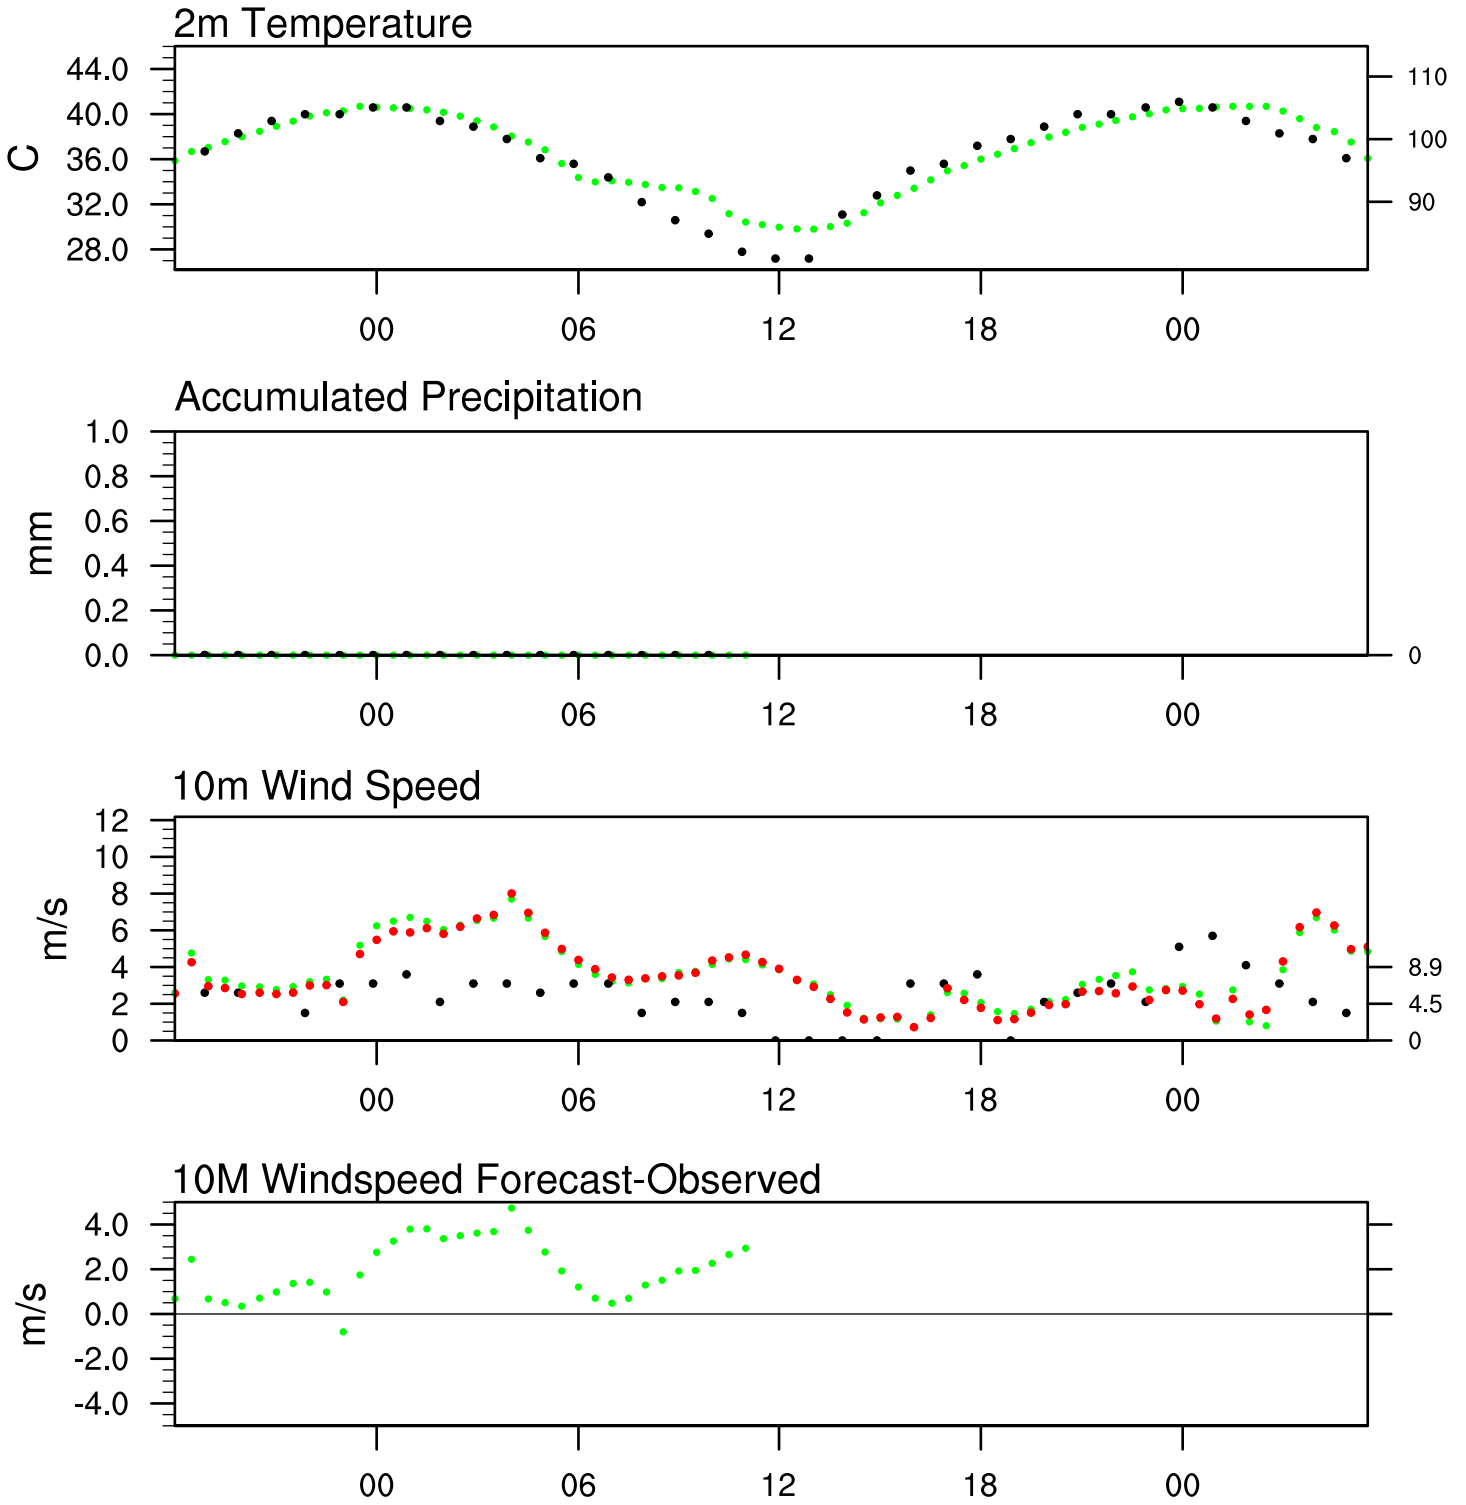 2m Temperature
44.0
40.0
36.0
32.0
28.0
C
110
100
90
00 06 12 18 00
Accumulated Precipitation
1.0
0.8
0.6
0.4
0.2
0.0
mm
0
00 06 12 18 00
10m Wind Speed
12
10
8
6
4
2
0
m/s
8.9
4.5
0
00 06 12 18 00
10M Windspeed Forecast-Observed
4.0
2.0
0.0
-2.0
-4.0
m/s
00 06 12 18 00